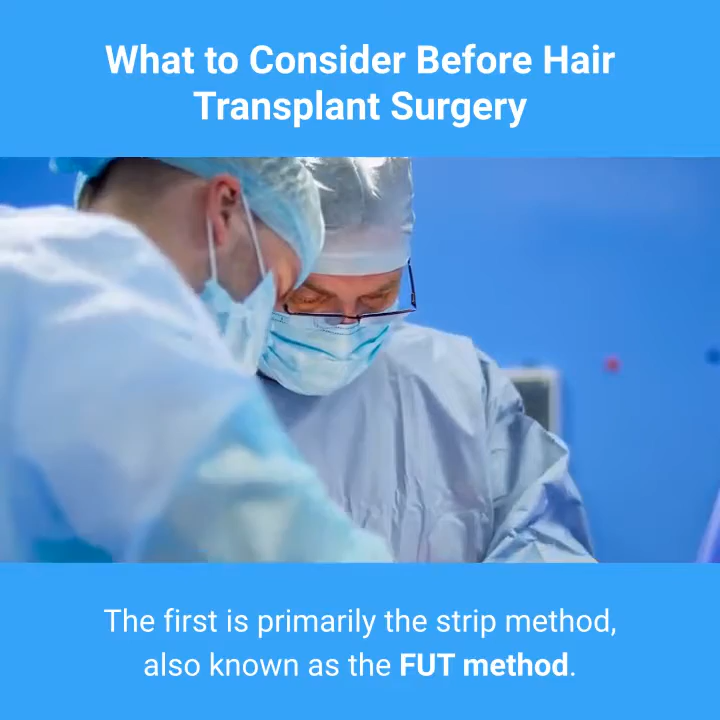 What to Consider Before Hair
Transplant Surgery
The first is primarily the strip method,
also known as the FUT method.